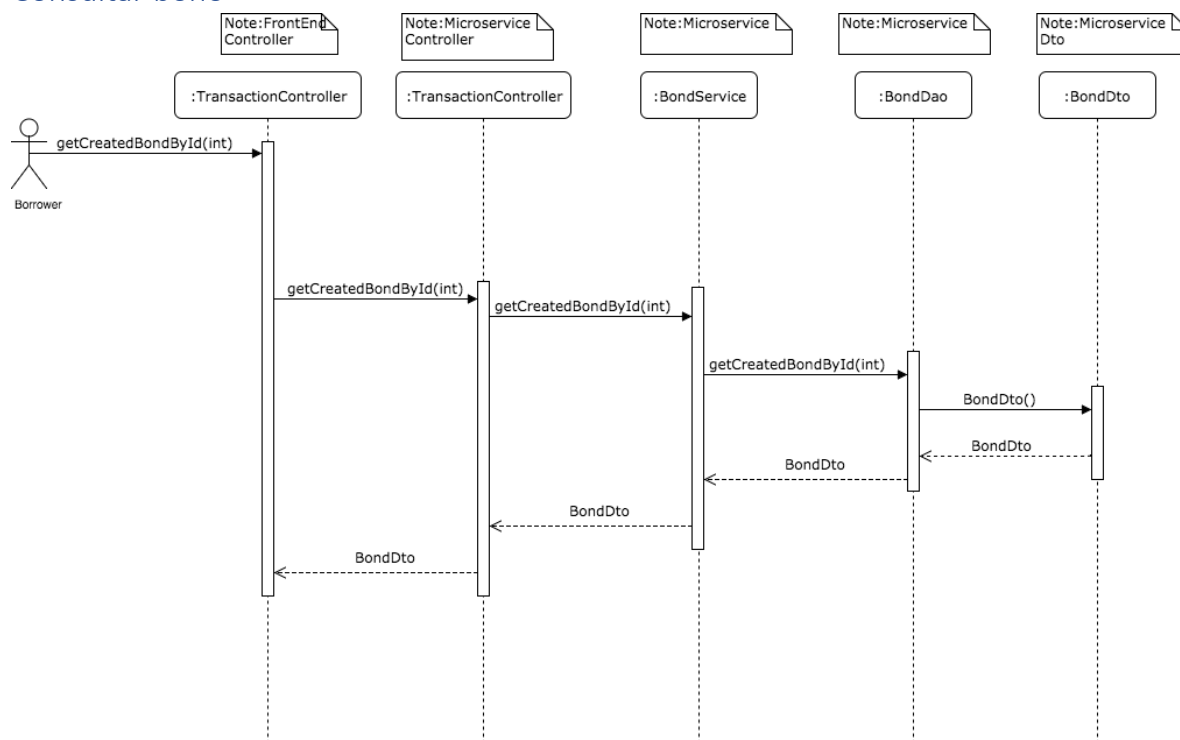 Note:FrontEnd
Controller
Note:Microservice
Controller
Note:Microservice
Note:Microservice
Note:Microservice
Dto
:TransactionController
:TransactionController
:BondService
:BondDao
:BondDto
getCreatedBondById(int)
Borrower
getCreatedBondById(int)
getCreatedBondById(int)
getCreatedBondById(int)
BondDto()
BondDto
BondDto
BondDto
BondDto